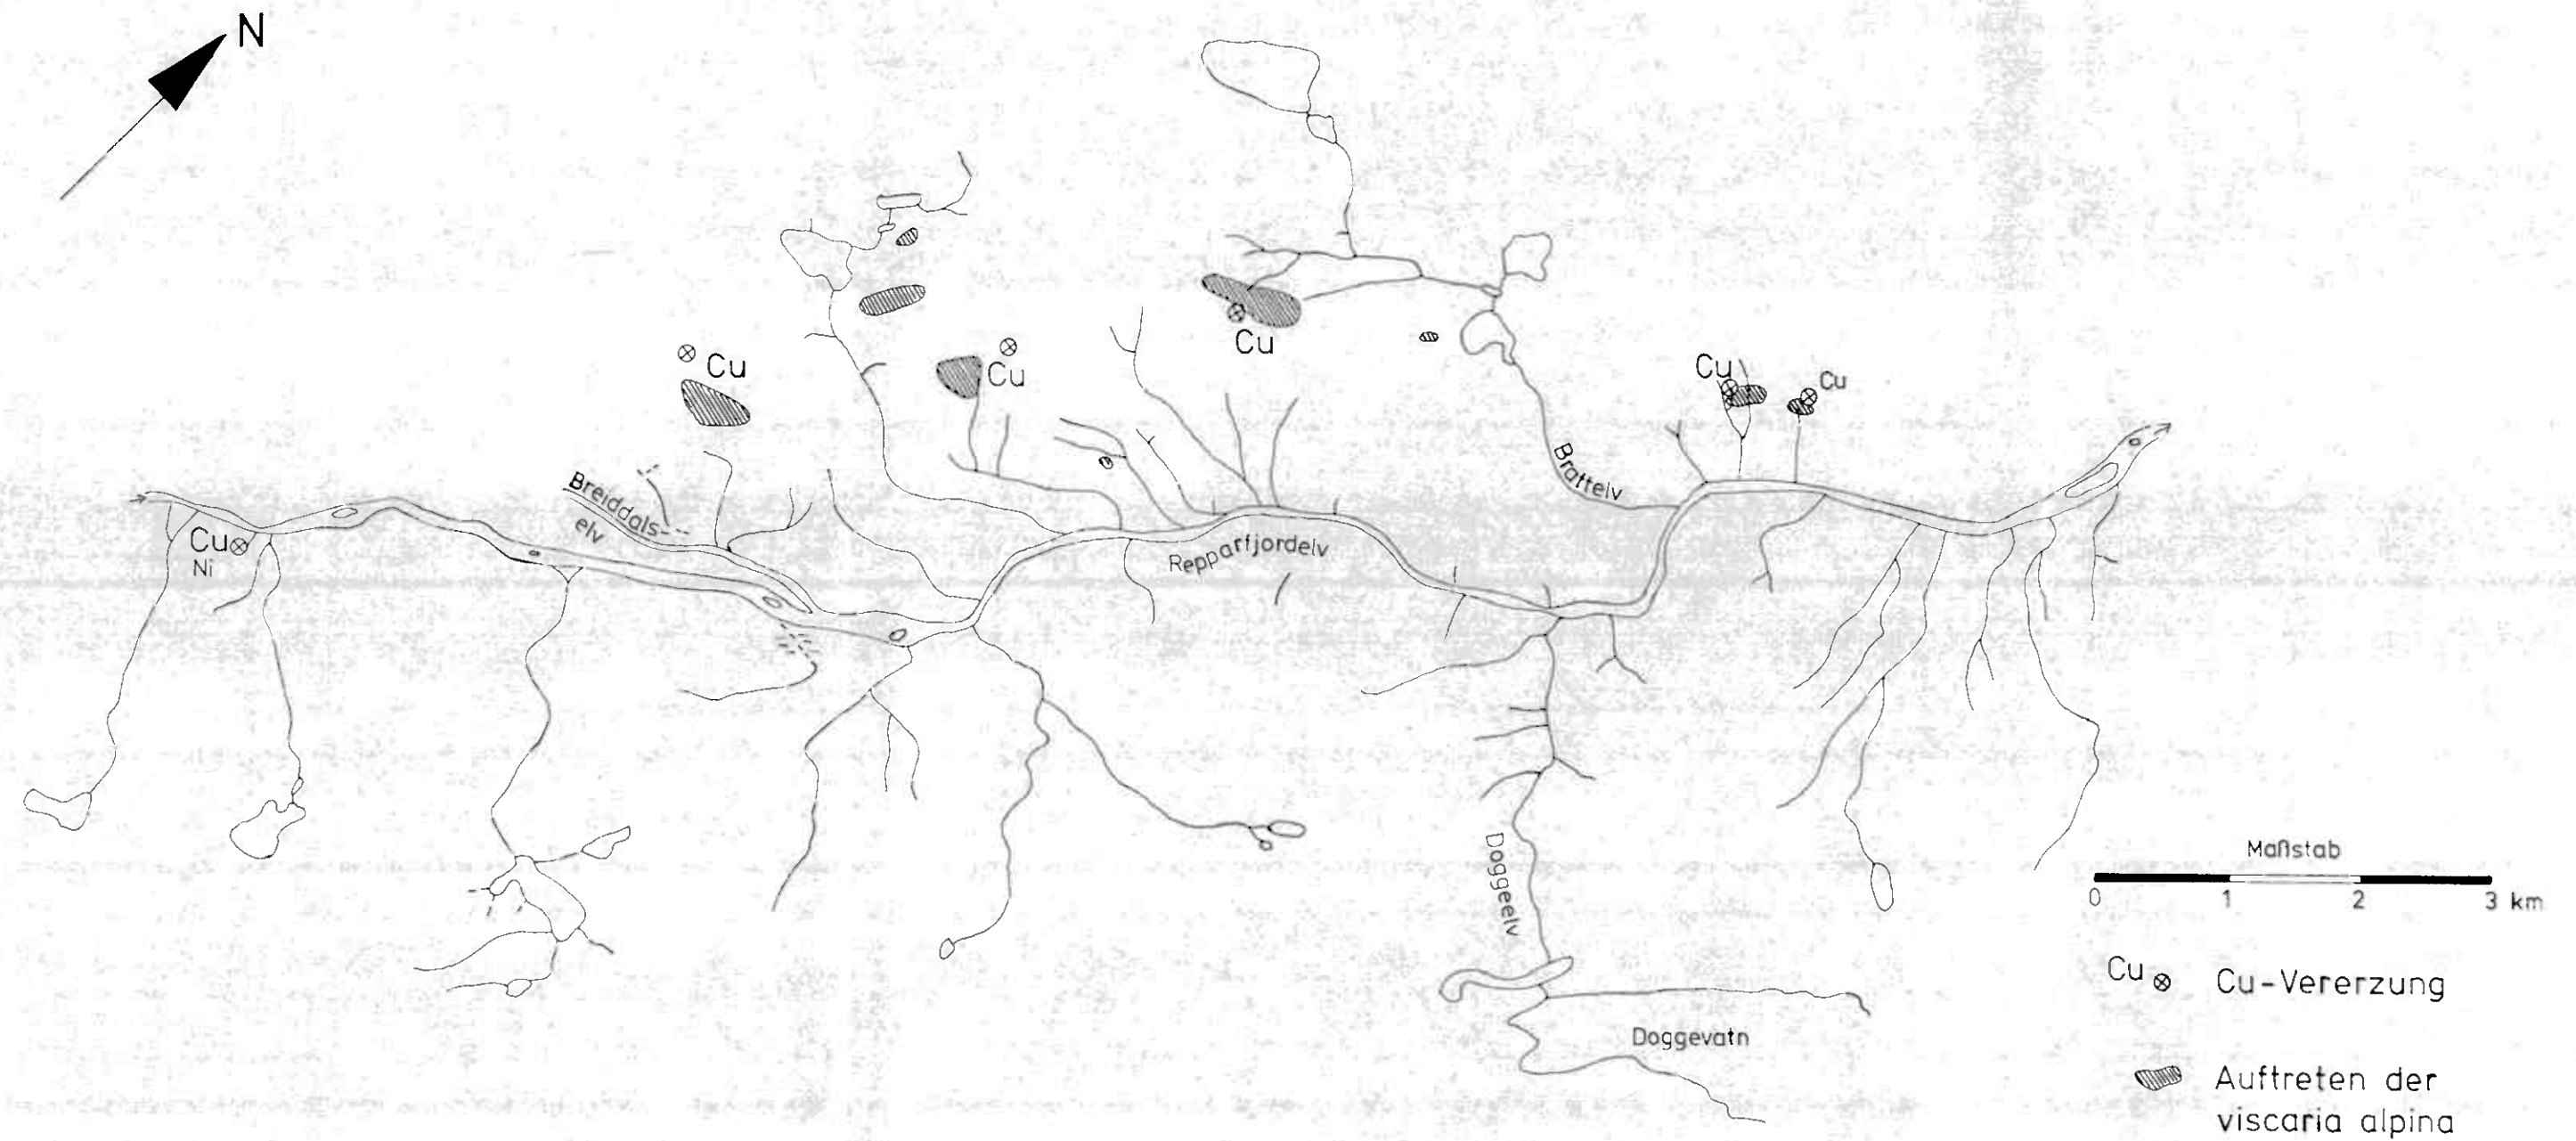 N
Cu
Cu
Cu
Cu
Cu
Breiddals-
elv
Brattelv
Cu
Ni
Repparfjordelv
Doggeelv
Maßstab
0 1 2 3 km
Cu Cu-Vererzung
Doggevatn
Auftreten der
viscaria alpina